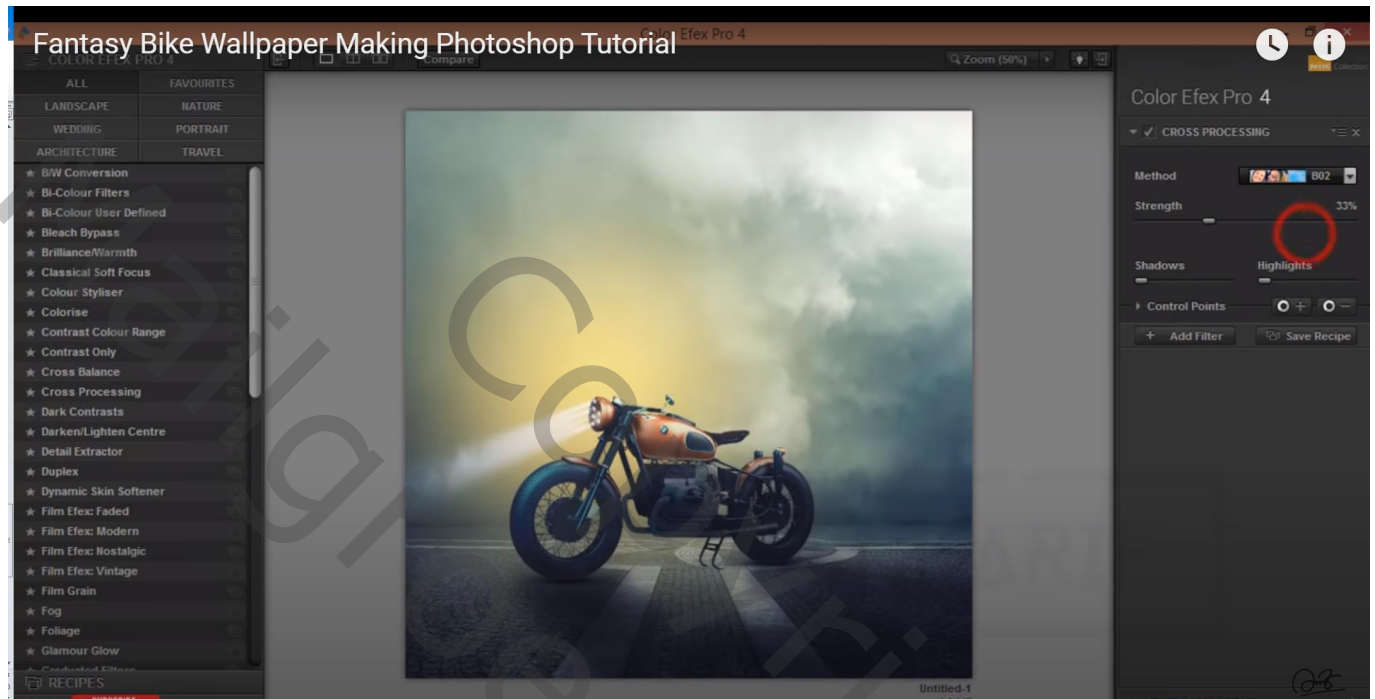 Fantasy Bike Wallpaper Making Photoshop Tutorial
Color Efex Pro 4
COLOR EFEX PRO 4
Compare
Zoom (50%)
ALL FAVOURITES
LANDSCAPE NATURE
WEDDING PORTRAIT
ARCHITECTURE TRAVEL
B/W Conversion
Bi-Colour Filters
Bi-Colour User Defined
Bleach Bypass
Brilliance/Warmth
Classical Soft Focus
Colour Styliser
Colorise
Contrast Colour Range
Contrast Only
Cross Balance
Cross Processing
Dark Contrasts
Darken/Lighten Centre
Detail Extractor
Duplex
Dynamic Skin Softener
Film Efex: Faded
Film Efex: Modern
Film Efex: Nostalgic
Film Efex: Vintage
Film Grain
Fog
Foliage
Glamour Glow
Graduated Filters
RECIPES
Untitled-1
Collection
Color Efex Pro 4
CROSS PROCESSING
Method B02
Strength 33%
Shadows Highlights
Control Points
+ Add Filter Save Recipe